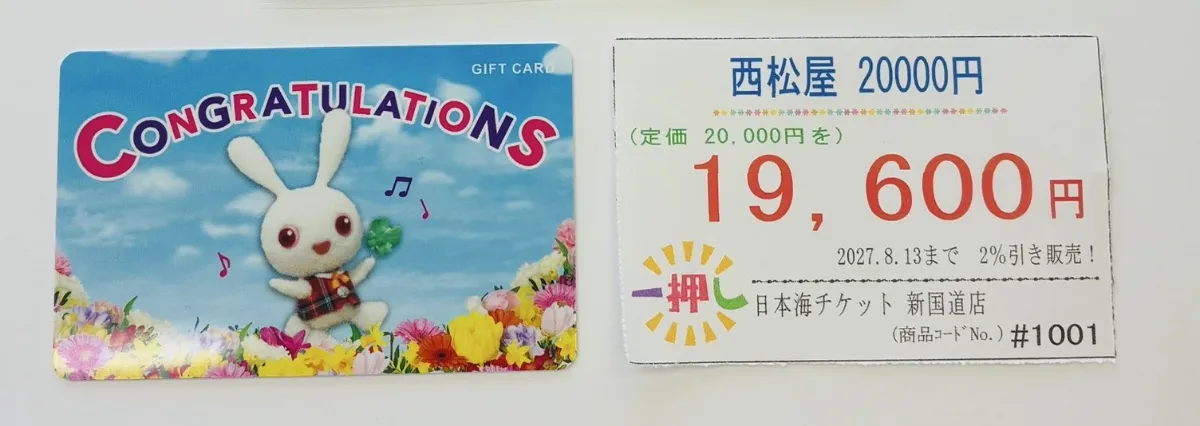 GIFT CARD
CONGRATULATIONS
西松屋 20000円
(定価 20,000円を)
19,600円
2027.8.13まで 2%引き販売!
一押し
日本海チケット 新国道店
(商品コードNo.) #1001